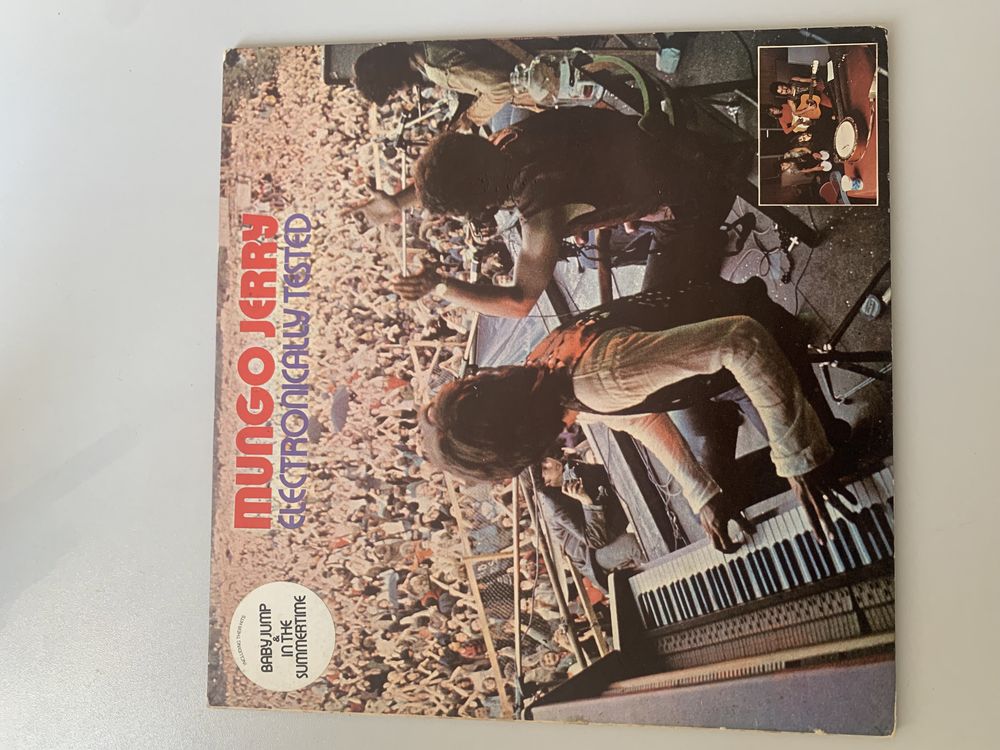 MUNGO JERRY
ELECTRONICALLY TESTED
INCLUDING THEIR HITS
BABY JUMP
&
IN THE
SUMMERTIME